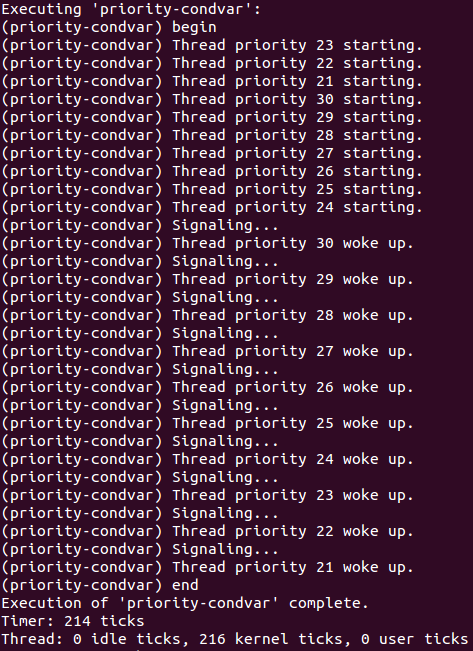 Executing 'priority-condvar':
(priority-condvar) begin
(priority-condvar) Thread priority 23 starting.
(priority-condvar) Thread priority 22 starting.
(priority-condvar) Thread priority 21 starting.
(priority-condvar) Thread priority 30 starting.
(priority-condvar) Thread priority 29 starting.
(priority-condvar) Thread priority 28 starting.
(priority-condvar) Thread priority 27 starting.
(priority-condvar) Thread priority 26 starting.
(priority-condvar) Thread priority 25 starting.
(priority-condvar) Thread priority 24 starting.
(priority-condvar) Signaling...
(priority-condvar) Thread priority 30 woke up.
(priority-condvar) Signaling...
(priority-condvar) Thread priority 29 woke up.
(priority-condvar) Signaling...
(priority-condvar) Thread priority 28 woke up.
(priority-condvar) Signaling...
(priority-condvar) Thread priority 27 woke up.
(priority-condvar) Signaling...
(priority-condvar) Thread priority 26 woke up.
(priority-condvar) Signaling...
(priority-condvar) Thread priority 25 woke up.
(priority-condvar) Signaling...
(priority-condvar) Thread priority 24 woke up.
(priority-condvar) Signaling...
(priority-condvar) Thread priority 23 woke up.
(priority-condvar) Signaling...
(priority-condvar) Thread priority 22 woke up.
(priority-condvar) Signaling...
(priority-condvar) Thread priority 21 woke up.
(priority-condvar) end
Execution of 'priority-condvar' complete.
Timer: 214 ticks
Thread: 0 idle ticks, 216 kernel ticks, 0 user ticks